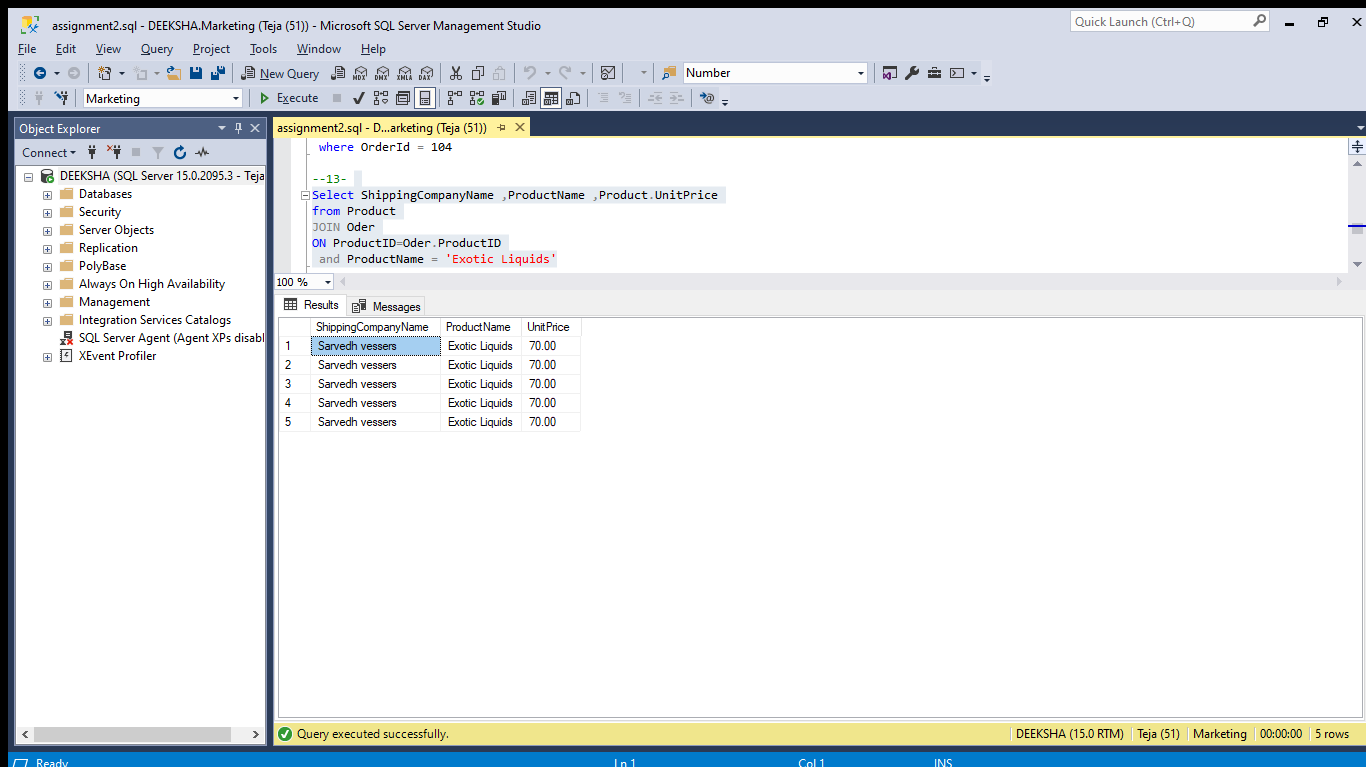 assignment2.sql - DEEKSHA.Marketing (Teja (51)) - Microsoft SQL Server Management Studio
Quick Launch (Ctrl+Q)
File Edit View Query Project Tools Window Help
New Query MDX DMX XMLA DAX Number
Marketing Execute
Object Explorer
Connect
DEEKSHA (SQL Server 15.0.2095.3 - Teja
Databases
Security
Server Objects
Replication
PolyBase
Always On High Availability
Management
Integration Services Catalogs
SQL Server Agent (Agent XPs disabl
XEvent Profiler
assignment2.sql - D...arketing (Teja (51))
where OrderId = 104
--13-
Select ShippingCompanyName ,ProductName ,Product.UnitPrice
from Product
JOIN Oder
ON ProductID=Oder.ProductID
and ProductName = 'Exotic Liquids'
100 %
Results Messages
ShippingCompanyName ProductName UnitPrice
1 Sarvedh vessers Exotic Liquids 70.00
2 Sarvedh vessers Exotic Liquids 70.00
3 Sarvedh vessers Exotic Liquids 70.00
4 Sarvedh vessers Exotic Liquids 70.00
5 Sarvedh vessers Exotic Liquids 70.00
Query executed successfully. DEEKSHA (15.0 RTM) Teja (51) Marketing 00:00:00 5 rows
Ready Ln 1 Col 1 INS